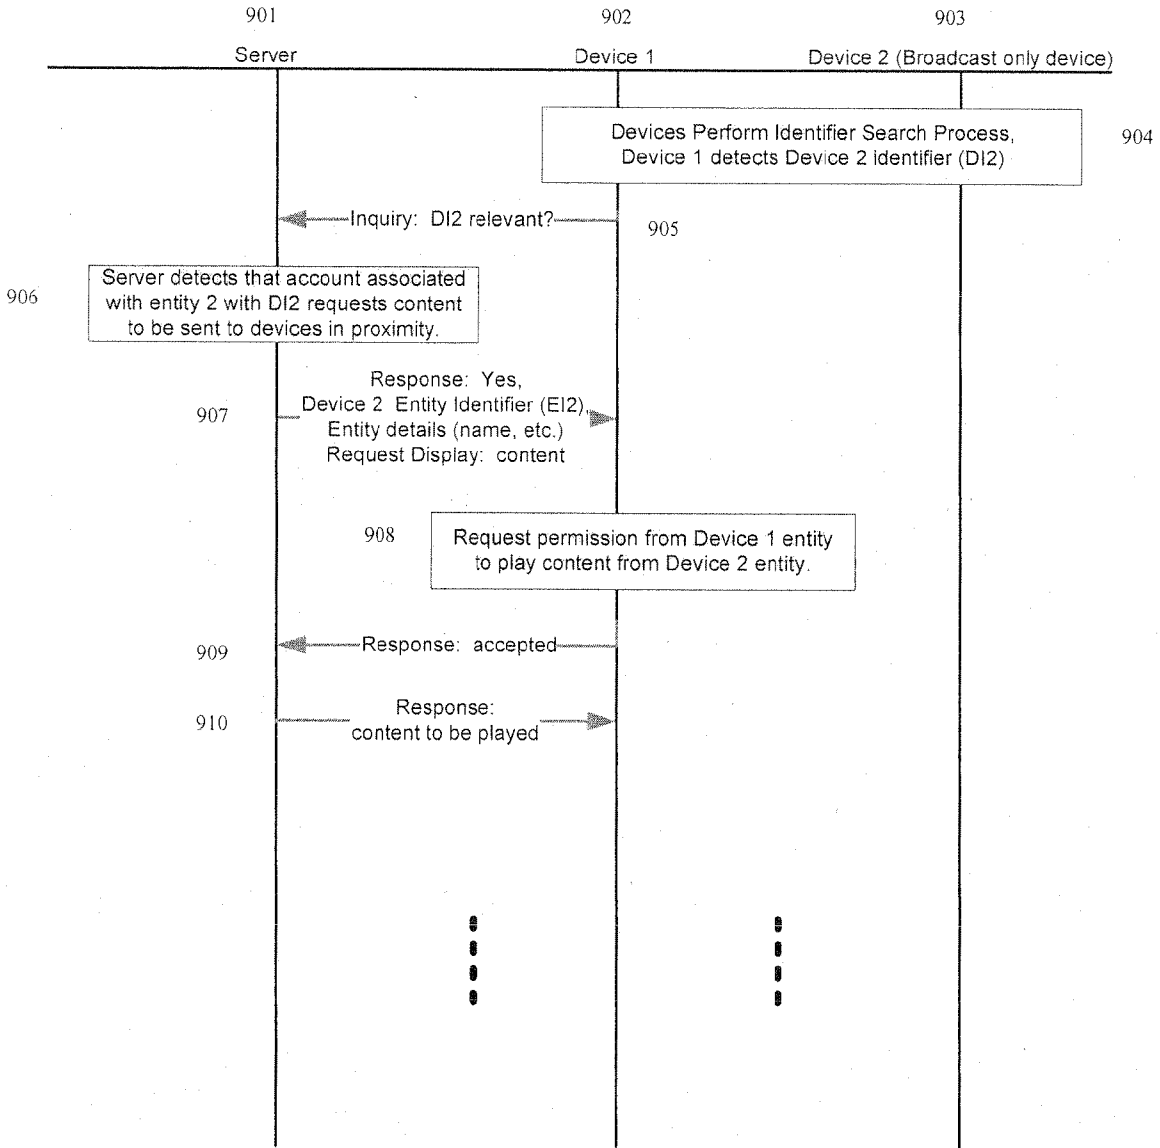 901
902
903
Server
Device 1
Device 2 (Broadcast only device)
Devices Perform Identifier Search Process,
Device 1 detects Device 2 identifier (DI2)
904
Inquiry: DI2 relevant?
905
906
Server detects that account associated
with entity 2 with DI2 requests content
to be sent to devices in proximity.
Response: Yes,
Device 2 Entity Identifier (EI2),
Entity details (name, etc.)
Request Display: content
907
908
Request permission from Device 1 entity
to play content from Device 2 entity.
909
Response: accepted
910
Response:
content to be played